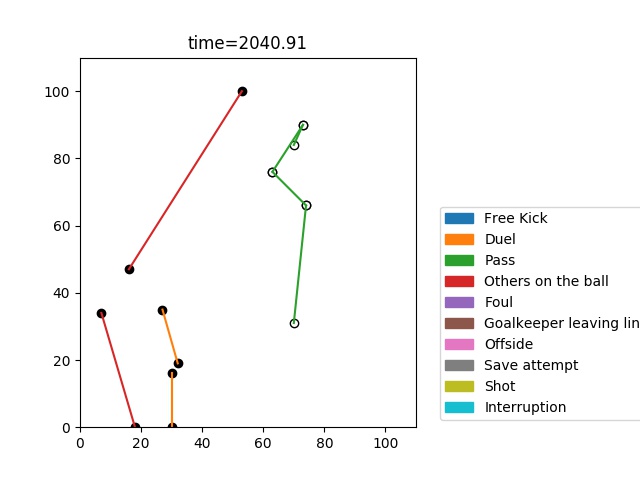 time=2040.91
100
80
60
40
20
0
0 20 40 60 80 100
Free Kick
Duel
Pass
Others on the ball
Foul
Goalkeeper leaving lin
Offside
Save attempt
Shot
Interruption